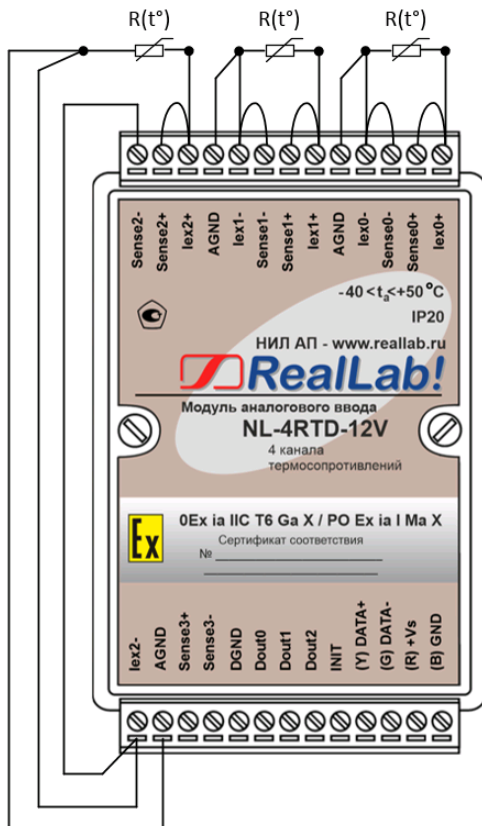 R(t°) R(t°) R(t°)
Sense2- Sense2+ Iex2+ AGND Iex1- Sense1- Sense1+ Iex1+ AGND Iex0- Sense0- Sense0+ Iex0+
-40 <tа<+50 °C
IP20
НИЛ АП - www.reallab.ru
RealLab!
Модуль аналогового ввода
NL-4RTD-12V
4 канала
термосопротивлений
Ex
0Ex ia IIC T6 Ga X / PO Ex ia I Ma X
Сертификат соответствия
№
Iex2- AGND Sense3+ Sense3- DGND Dout0 Dout1 Dout2 INIT (Y) DATA+ (G) DATA- (R) +Vs (B) GND